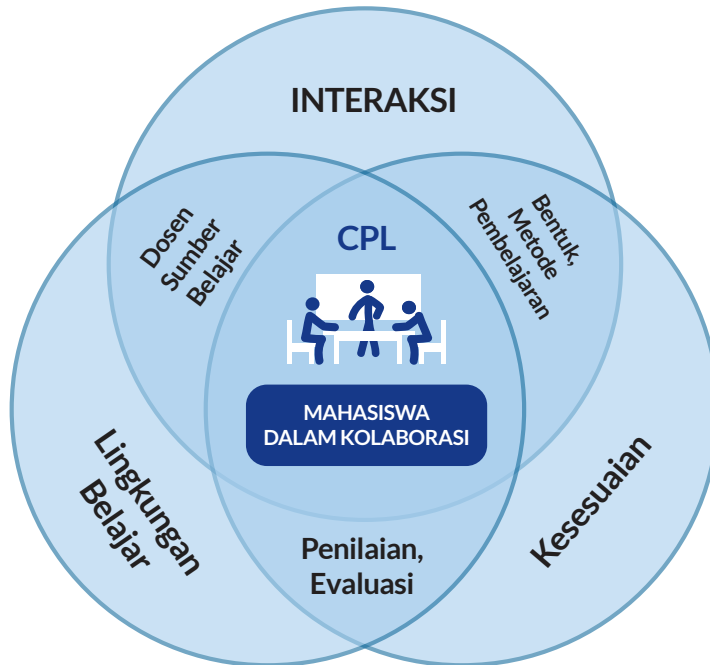 INTERAKSI
Dosen
Sumber
Belajar
CPL
Bentuk,
Metode
Pembelajaran
MAHASISWA
DALAM KOLABORASI
Lingkungan
Belajar
Kesesuaian
Penilaian,
Evaluasi